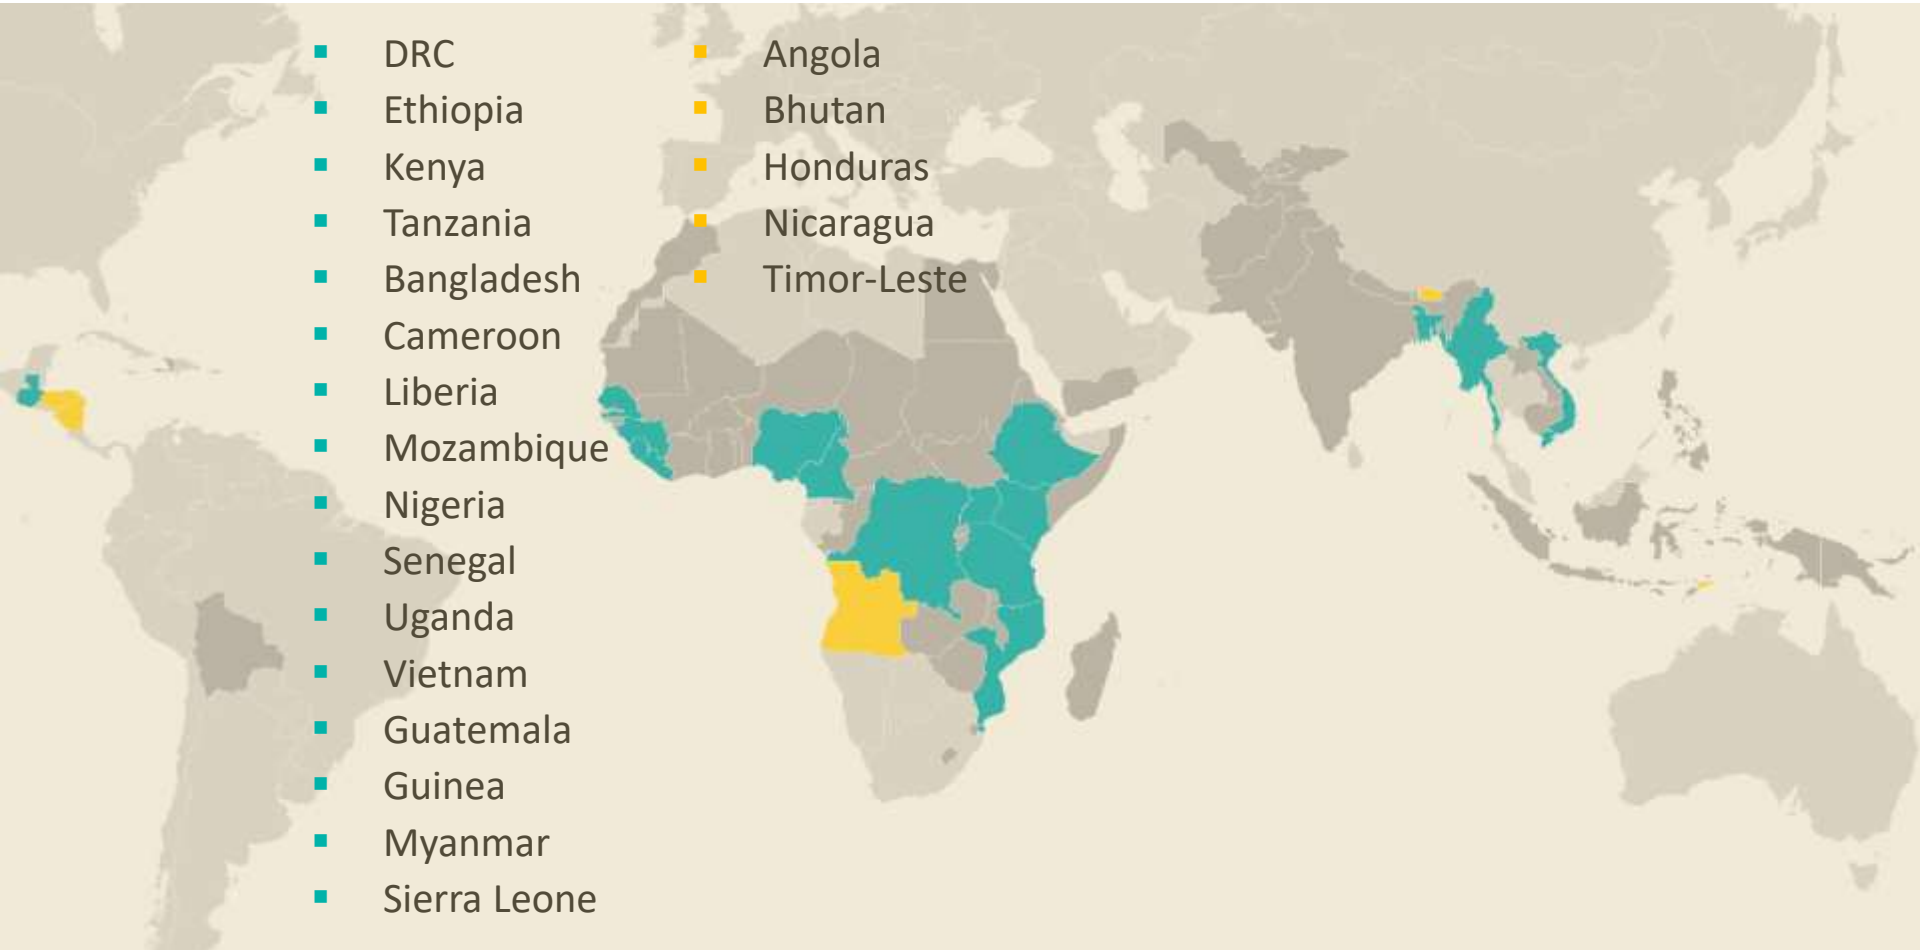 DRC
Ethiopia
Kenya
Tanzania
Bangladesh
Cameroon
Liberia
Mozambique
Nigeria
Senegal
Uganda
Vietnam
Guatemala
Guinea
Myanmar
Sierra Leone
Angola
Bhutan
Honduras
Nicaragua
Timor-Leste